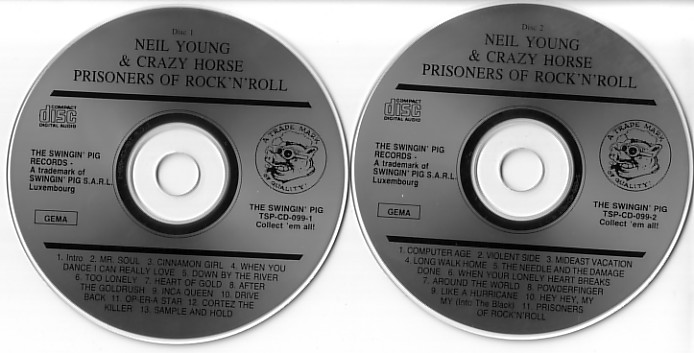 Disc 1
NEIL YOUNG
& CRAZY HORSE
PRISONERS OF ROCK'N'ROLL
COMPACT
disc
DIGITAL AUDIO
A TRADE MARK
OF QUALITY
THE SWINGIN' PIG
RECORDS -
A trademark of
SWINGIN' PIG S.A.R.L.
Luxembourg
GEMA
THE SWINGIN' PIG
TSP-CD-099-1
Collect 'em all!
1. Intro 2. MR. SOUL 3. CINNAMON GIRL 4. WHEN YOU
DANCE I CAN REALLY LOVE 5. DOWN BY THE RIVER
6. TOO LONELY 7. HEART OF GOLD 8. AFTER
THE GOLDRUSH 9. INCA QUEEN 10. DRIVE
BACK 11. OP-ER-A STAR 12. CORTEZ THE
KILLER 13. SAMPLE AND HOLD
Disc 2
NEIL YOUNG
& CRAZY HORSE
PRISONERS OF ROCK'N'ROLL
COMPACT
disc
DIGITAL AUDIO
A TRADE MARK
OF QUALITY
THE SWINGIN' PIG
RECORDS -
A trademark of
SWINGIN' PIG S.A.R.L.
Luxembourg
GEMA
THE SWINGIN' PIG
TSP-CD-099-2
Collect 'em all!
1. COMPUTER AGE 2. VIOLENT SIDE 3. MIDEAST VACATION
4. LONG WALK HOME 5. THE NEEDLE AND THE DAMAGE
DONE 6. WHEN YOUR LONELY HEART BREAKS
7. AROUND THE WORLD 8. POWDERFINGER
9. LIKE A HURRICANE 10. HEY HEY, MY
MY (Into The Black) 11. PRISONERS
OF ROCK'N'ROLL